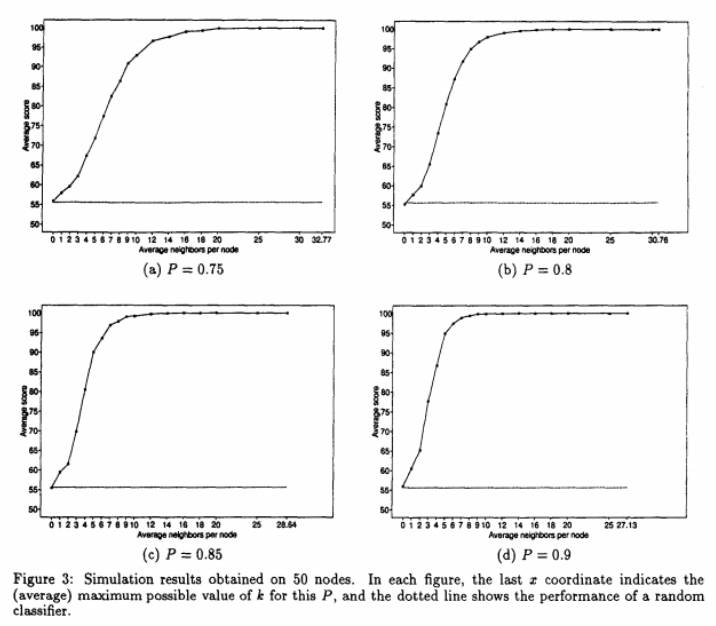 100
95
90
85
80
75
70
65
60
55
50
Average score
0 1 2 3 4 5 6 7 8 9 10 12 14 16 18 20 25 30 32.77
Average neighbors per node
(a) P = 0.75
100
95
90
85
80
75
70
65
60
55
50
Average score
0 1 2 3 4 5 6 7 8 9 10 12 14 16 18 20 25 30.76
Average neighbors per node
(b) P = 0.8
100
95
90
85
80
75
70
65
60
55
50
Average score
0 1 2 3 4 5 6 7 8 9 10 12 14 16 18 20 25 28.64
Average neighbors per node
(c) P = 0.85
100
95
90
85
80
75
70
65
60
55
50
Average score
0 1 2 3 4 5 6 7 8 9 10 12 14 16 18 20 25 27.13
Average neighbors per node
(d) P = 0.9
Figure 3: Simulation results obtained on 50 nodes. In each figure, the last x coordinate indicates the
(average) maximum possible value of k for this P, and the dotted line shows the performance of a random
classifier.